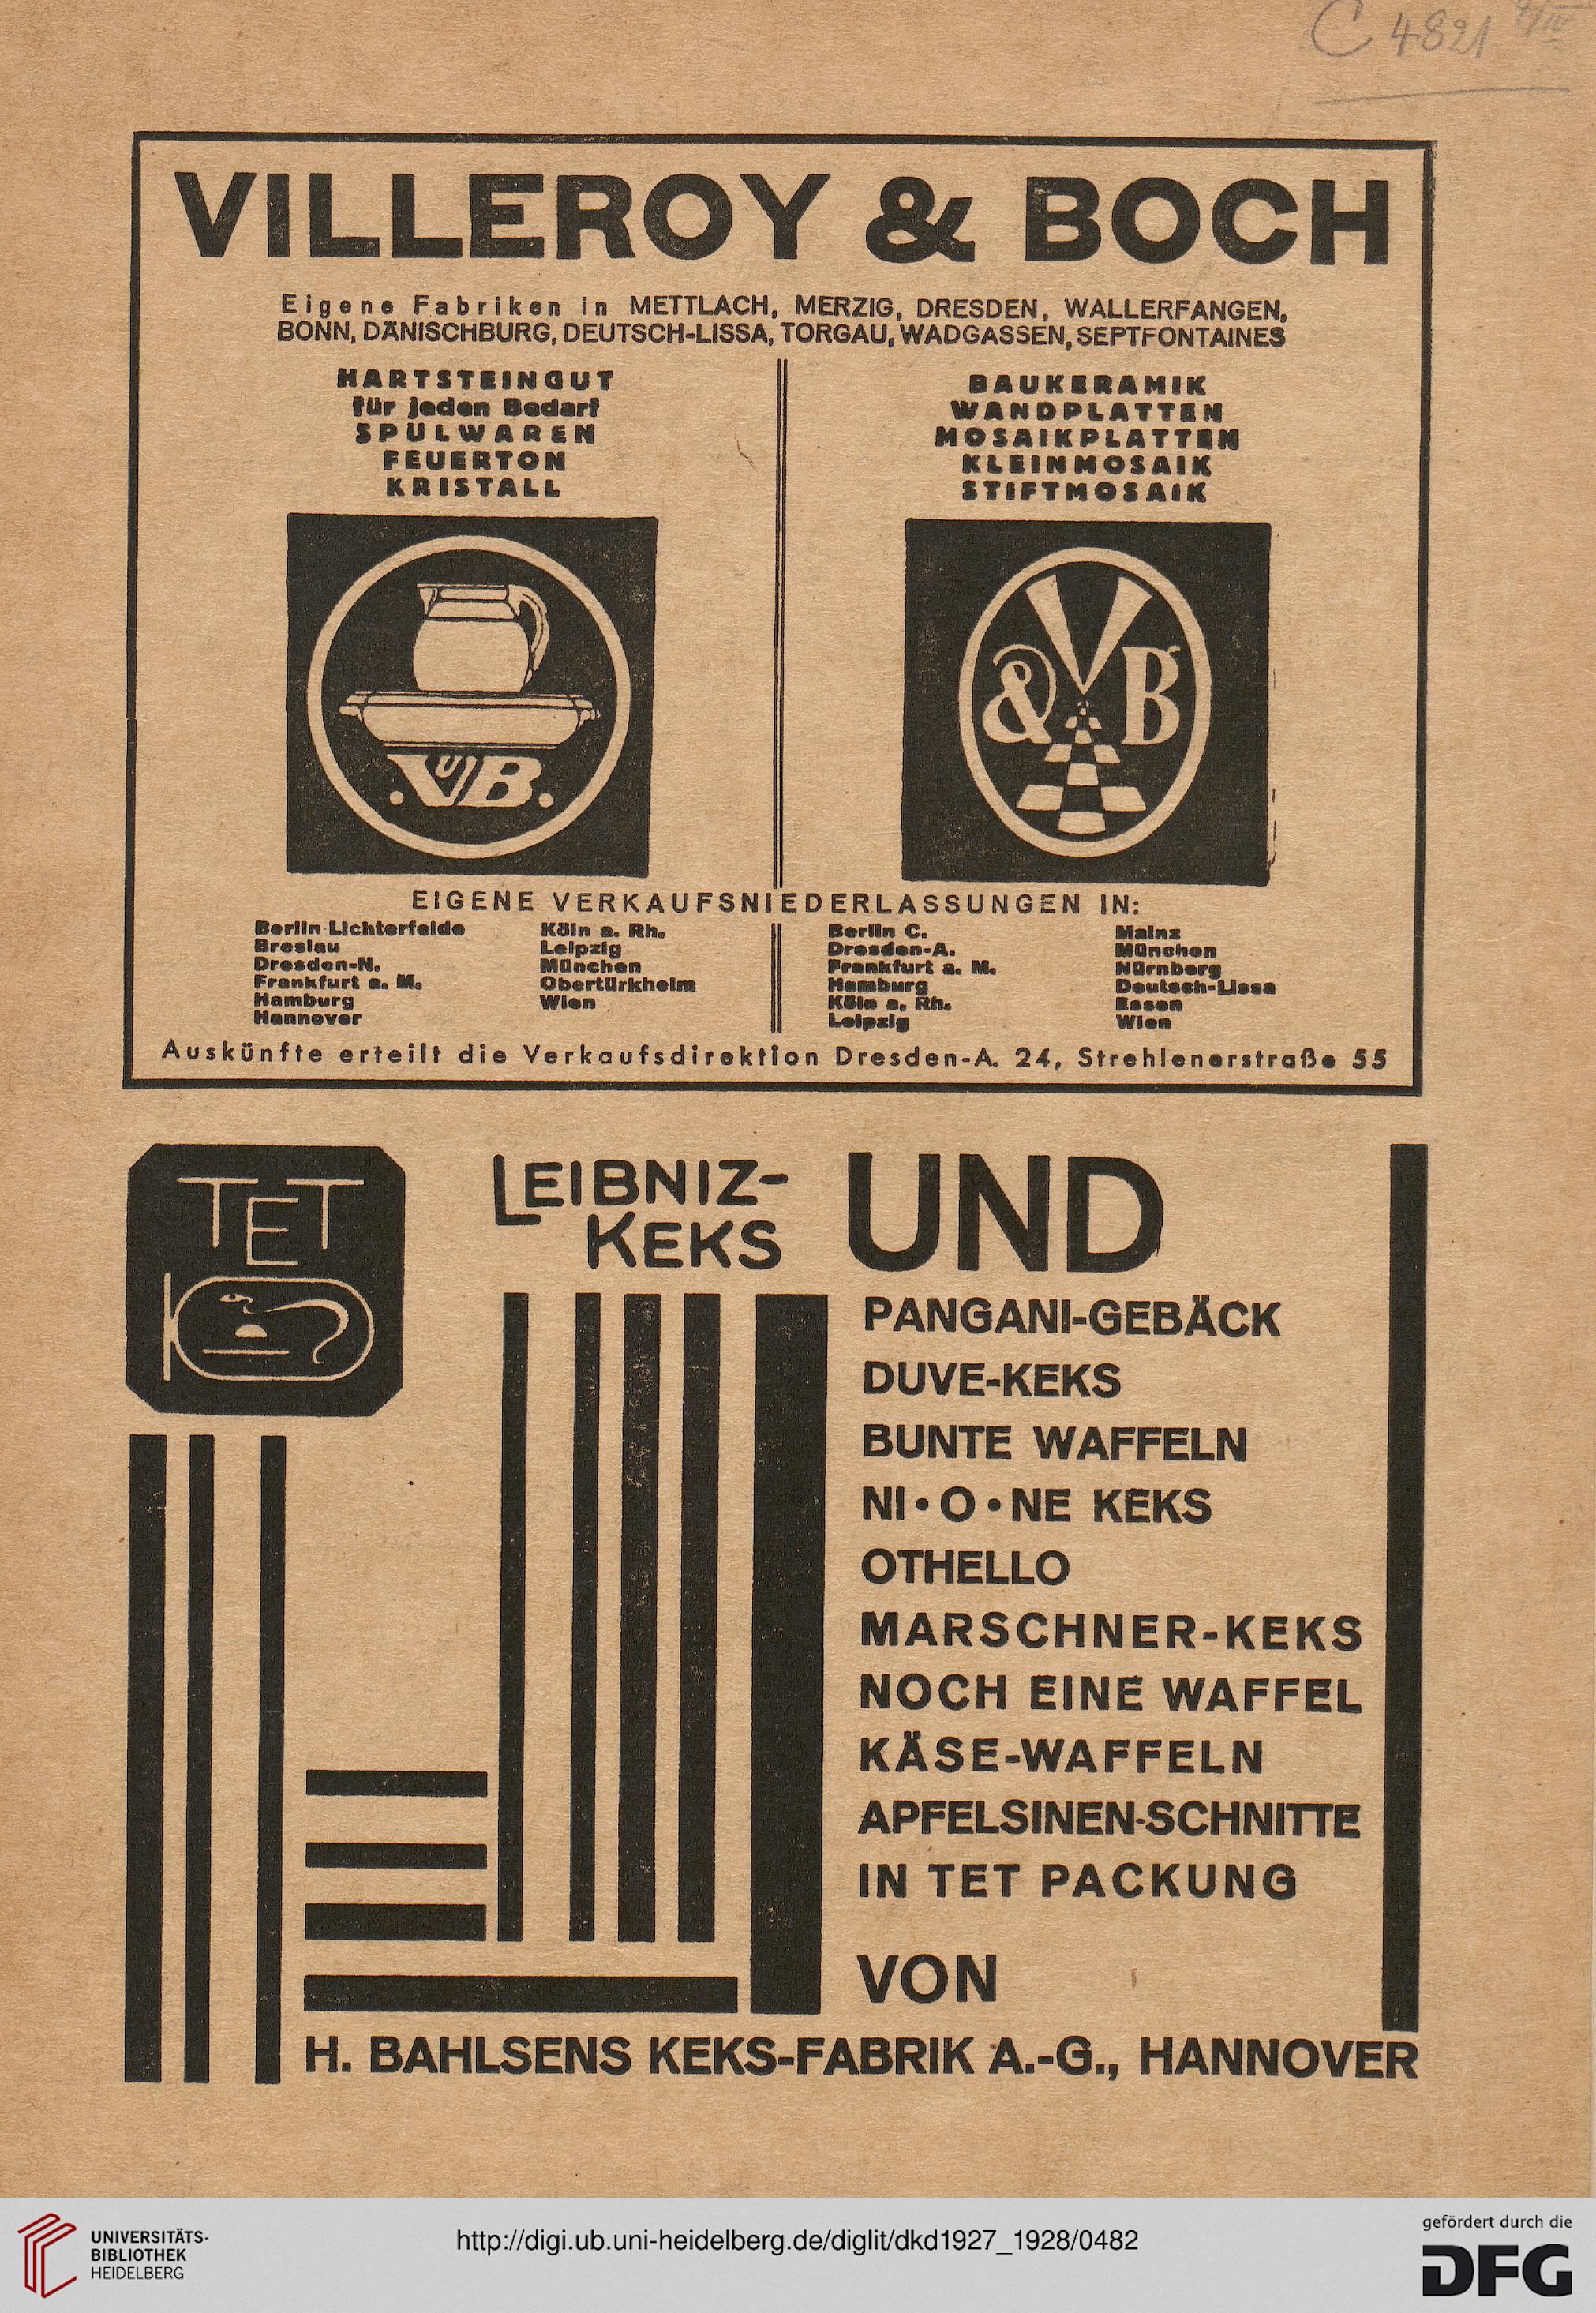 C 4821
VILLEROY & BOCH
Eigene Fabriken in METTLACH, MERZIG, DRESDEN, WALLERFANGEN,
BONN, DÄNISCHBURG, DEUTSCH-LISSA, TORGAU, WADGASSEN, SEPTFONTAINES
HARTSTEINGUT
für jeden Bedarf
SPÜLWAREN
FEUERTON
KRISTALL
VuB.
BAUKERAMIK
WANDPLATTEN
MOSAIKPLATTEN
KLEINMOSAIK
STIFTMOSAIK
V&B
EIGENE VERKAUFSNIEDERLASSUNGEN IN:
Berlin-Lichterfelde
Breslau
Dresden-N.
Frankfurt a. M.
Hamburg
Hannover
Köln a. Rh.
Leipzig
München
Obertürkheim
Wien
Berlin C.
Dresden-A.
Frankfurt a. M.
Hamburg
Köln a. Rh.
Leipzig
Mainz
München
Nürnberg
Deutsch-Lissa
Essen
Wien
Auskünfte erteilt die Verkaufsdirektion Dresden-A. 24, Strehlenerstraße 55
TET
LEIBNIZ-
KEKS
UND
PANGANI-GEBÄCK
DUVE-KEKS
BUNTE WAFFELN
NI•O•NE KEKS
OTHELLO
MARSCHNER-KEKS
NOCH EINE WAFFEL
KÄSE-WAFFELN
APFELSINEN-SCHNITTE
IN TET PACKUNG
VON
H. BAHLSENS KEKS-FABRIK A.-G., HANNOVER
UNIVERSITÄTS-
BIBLIOTHEK
HEIDELBERG
http://digi.ub.uni-heidelberg.de/diglit/dkd1927_1928/0482
gefördert durch die
DFG